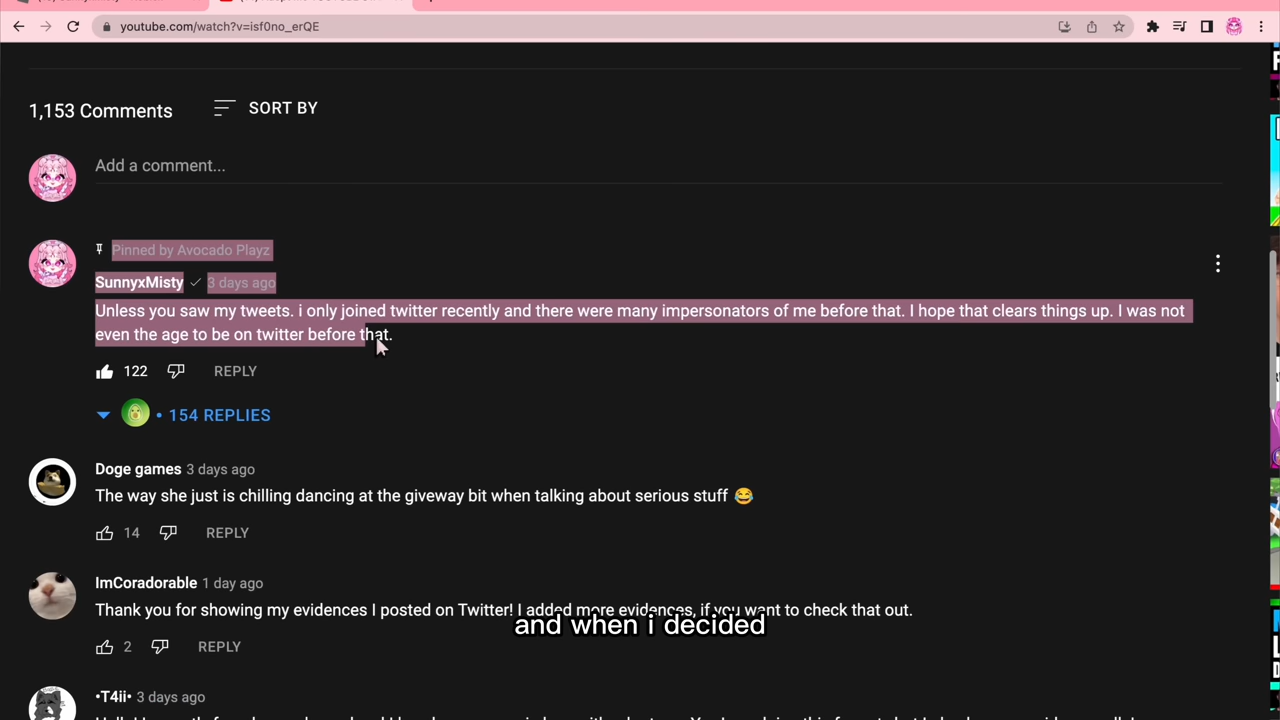 youtube.com/watch?v=isf0no_erQE
1,153 Comments
SORT BY
Add a comment...
Pinned by Avocado Playz
SunnyxMisty 3 days ago
Unless you saw my tweets. i only joined twitter recently and there were many impersonators of me before that. I hope that clears things up. I was not
even the age to be on twitter before that.
122 REPLY
• 154 REPLIES
Doge games 3 days ago
The way she just is chilling dancing at the giveway bit when talking about serious stuff 😂
14 REPLY
ImCoradorable 1 day ago
Thank you for showing my evidences I posted on Twitter! I added more evidences, if you want to check that out.
and when i decided
2 REPLY
•T4ii• 3 days ago